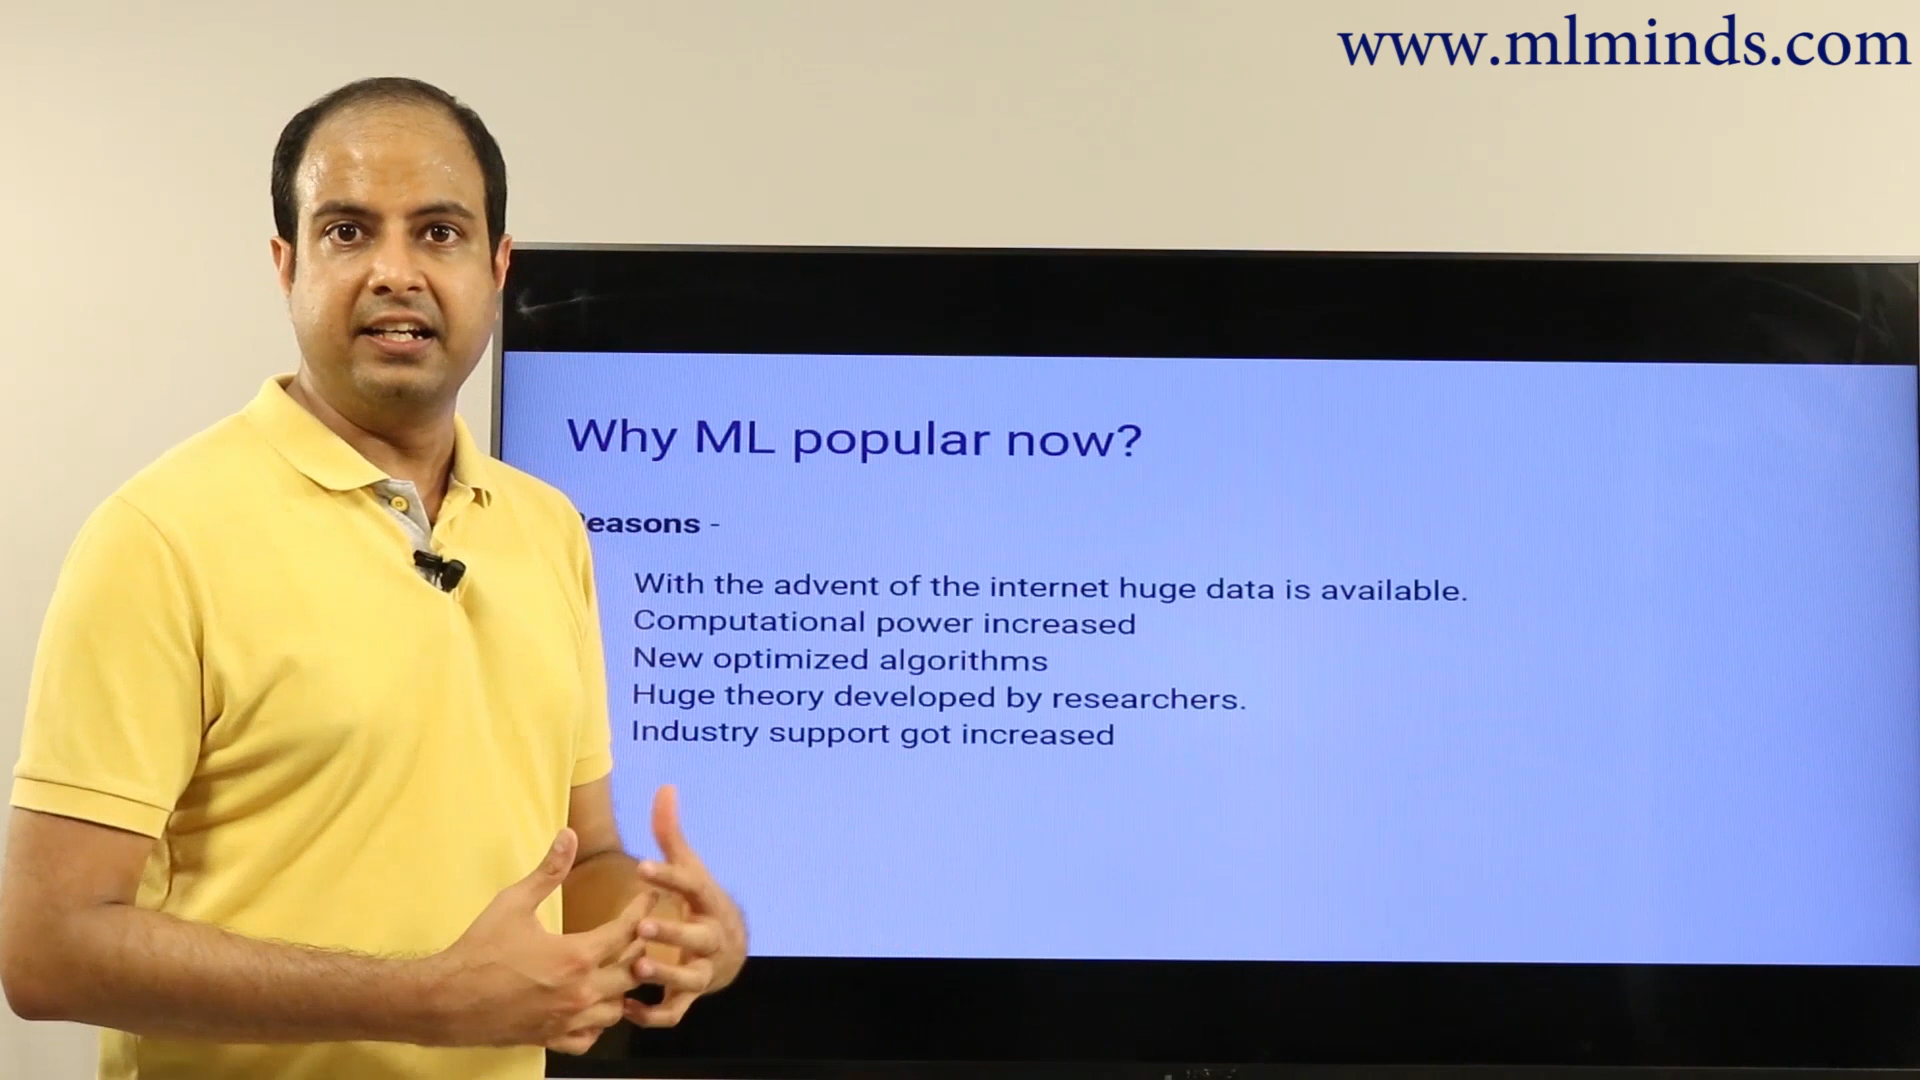 www.mlminds.com
Why ML popular now?
Reasons -
With the advent of the internet huge data is available.
Computational power increased
New optimized algorithms
Huge theory developed by researchers.
Industry support got increased